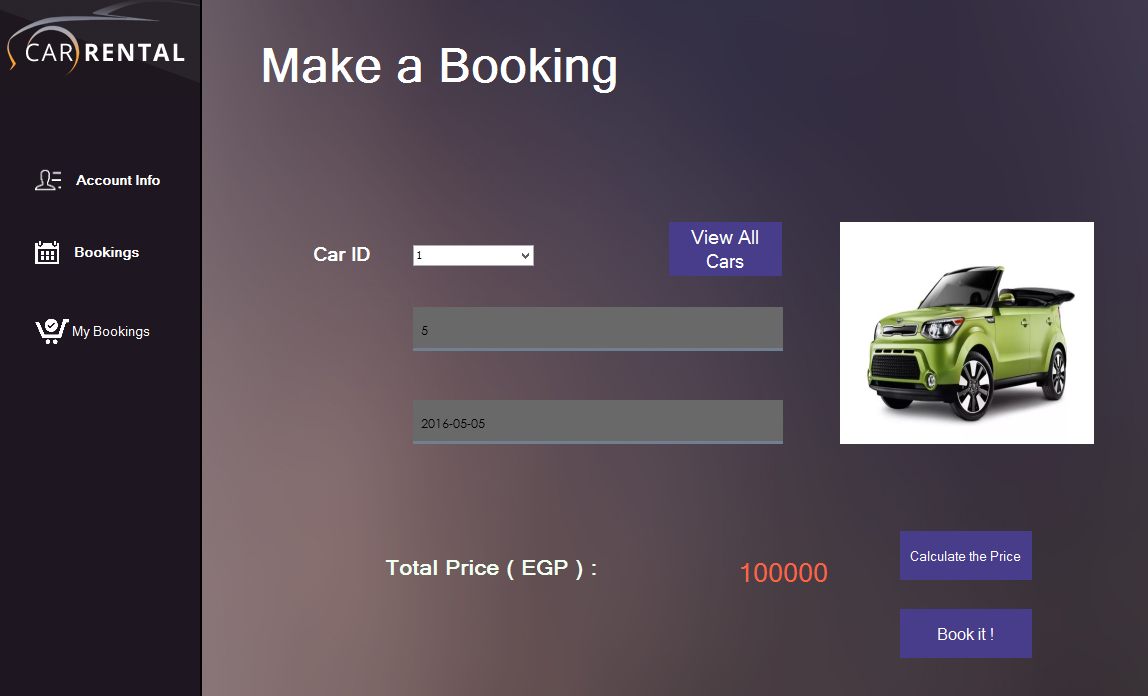 CAR RENTAL
Make a Booking
Account Info
Bookings
My Bookings
Car ID
1
View All
Cars
5
2016-05-05
Total Price ( EGP ) :
100000
Calculate the Price
Book it !